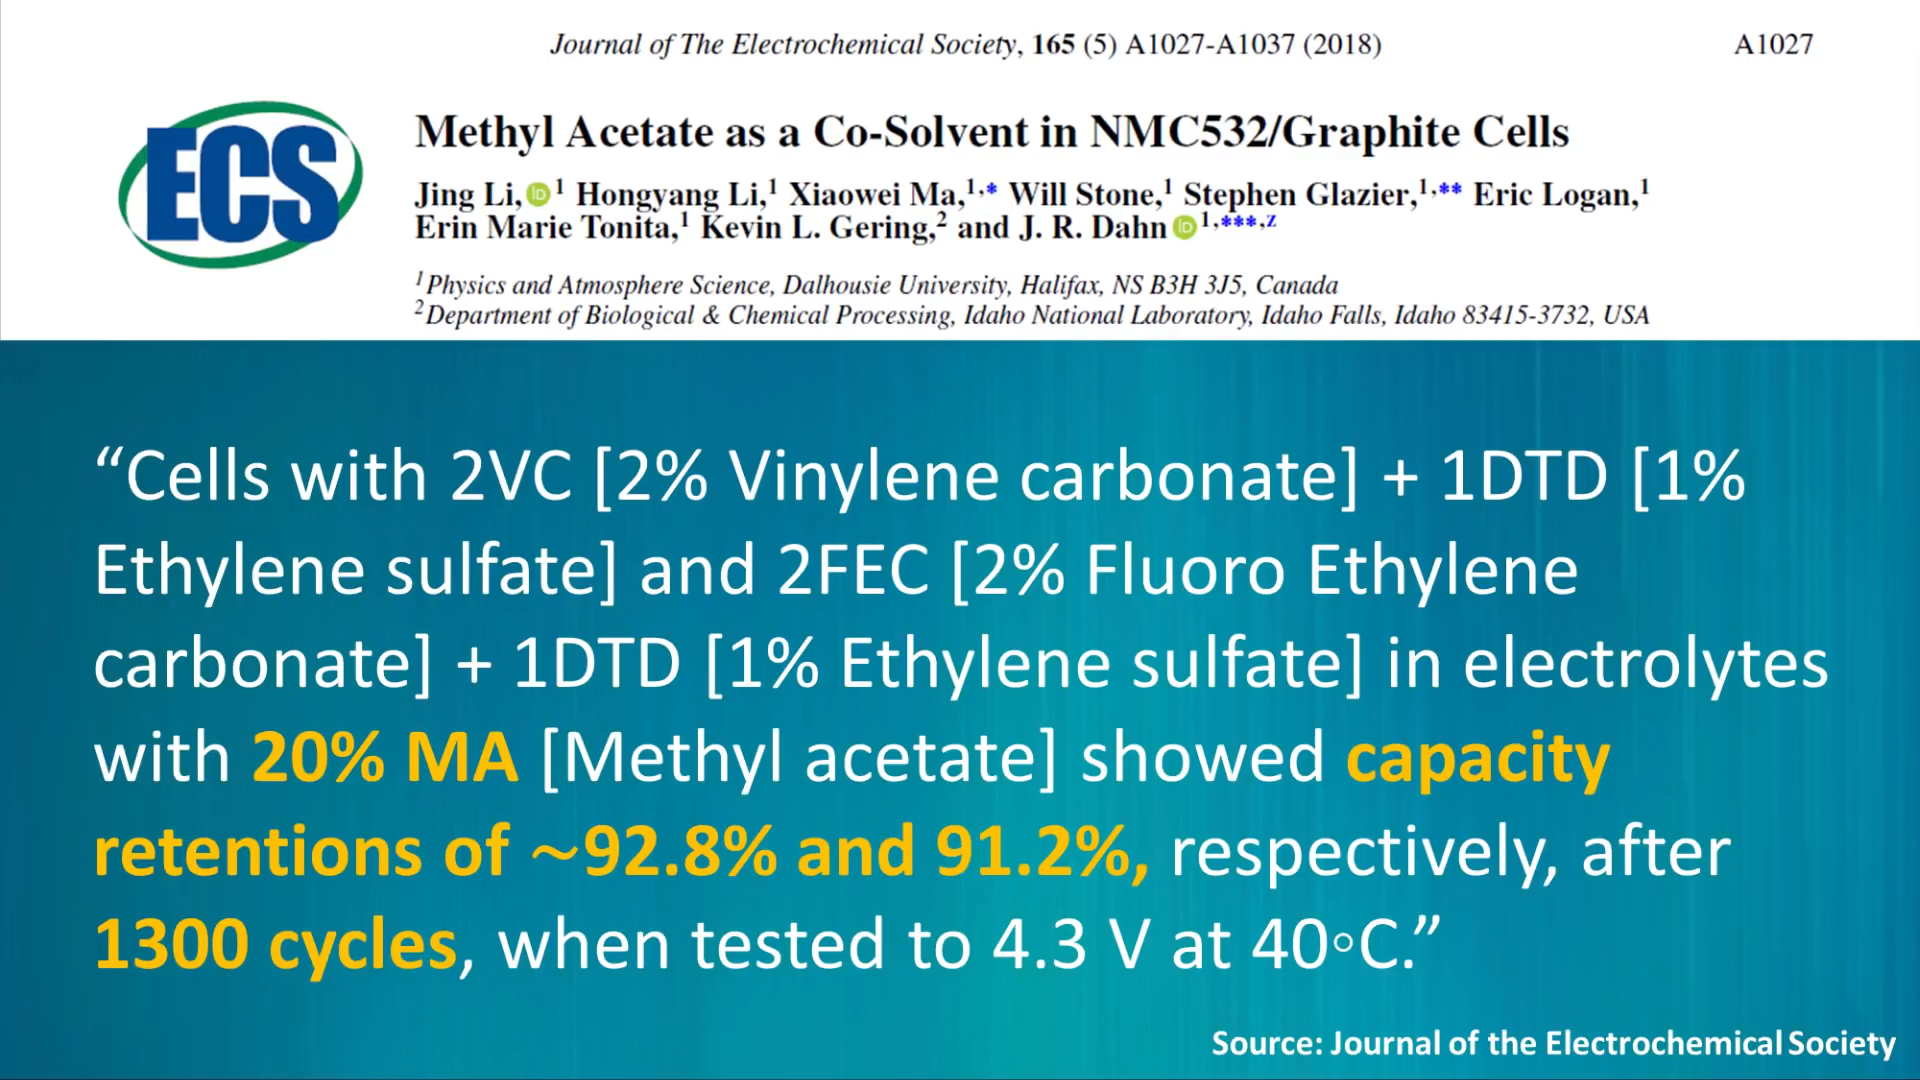 Journal of The Electrochemical Society, 165 (5) A1027-A1037 (2018) A1027
ECS
Methyl Acetate as a Co-Solvent in NMC532/Graphite Cells
Jing Li, iD 1 Hongyang Li,1 Xiaowei Ma,1,* Will Stone,1 Stephen Glazier,1,** Eric Logan,1
Erin Marie Tonita,1 Kevin L. Gering,2 and J. R. Dahn iD 1,***,z
1Physics and Atmosphere Science, Dalhousie University, Halifax, NS B3H 3J5, Canada
2Department of Biological & Chemical Processing, Idaho National Laboratory, Idaho Falls, Idaho 83415-3732, USA
“Cells with 2VC [2% Vinylene carbonate] + 1DTD [1%
Ethylene sulfate] and 2FEC [2% Fluoro Ethylene
carbonate] + 1DTD [1% Ethylene sulfate] in electrolytes
with 20% MA [Methyl acetate] showed capacity
retentions of ~92.8% and 91.2%, respectively, after
1300 cycles, when tested to 4.3 V at 40◦C.”
Source: Journal of the Electrochemical Society